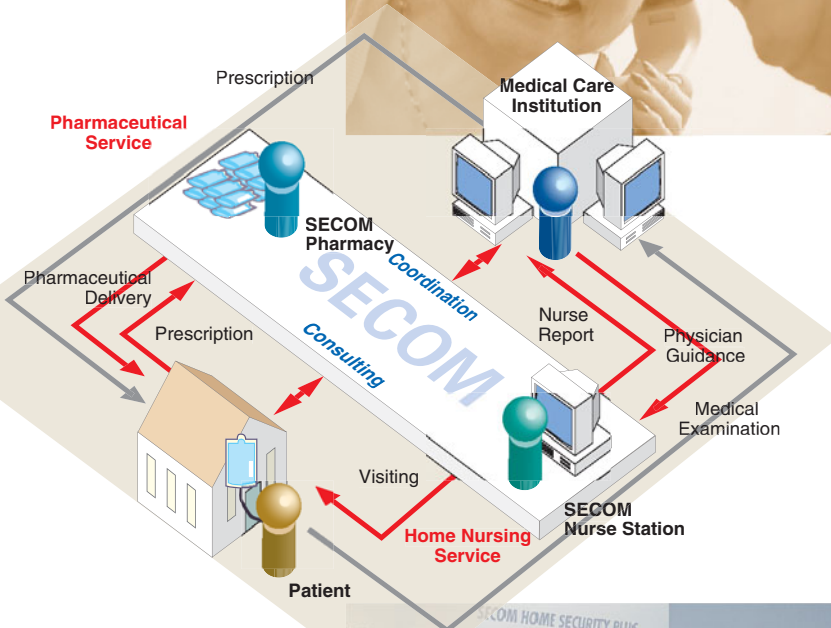 Prescription
Medical Care
Institution
Pharmaceutical
Service
SECOM
Pharmacy
Coordination
SECOM
Consulting
Pharmaceutical
Delivery
Prescription
Nurse
Report
Physician
Guidance
Medical
Examination
Visiting
Home Nursing
Service
SECOM
Nurse Station
Patient
SECOM HOME SECURITY PLUS